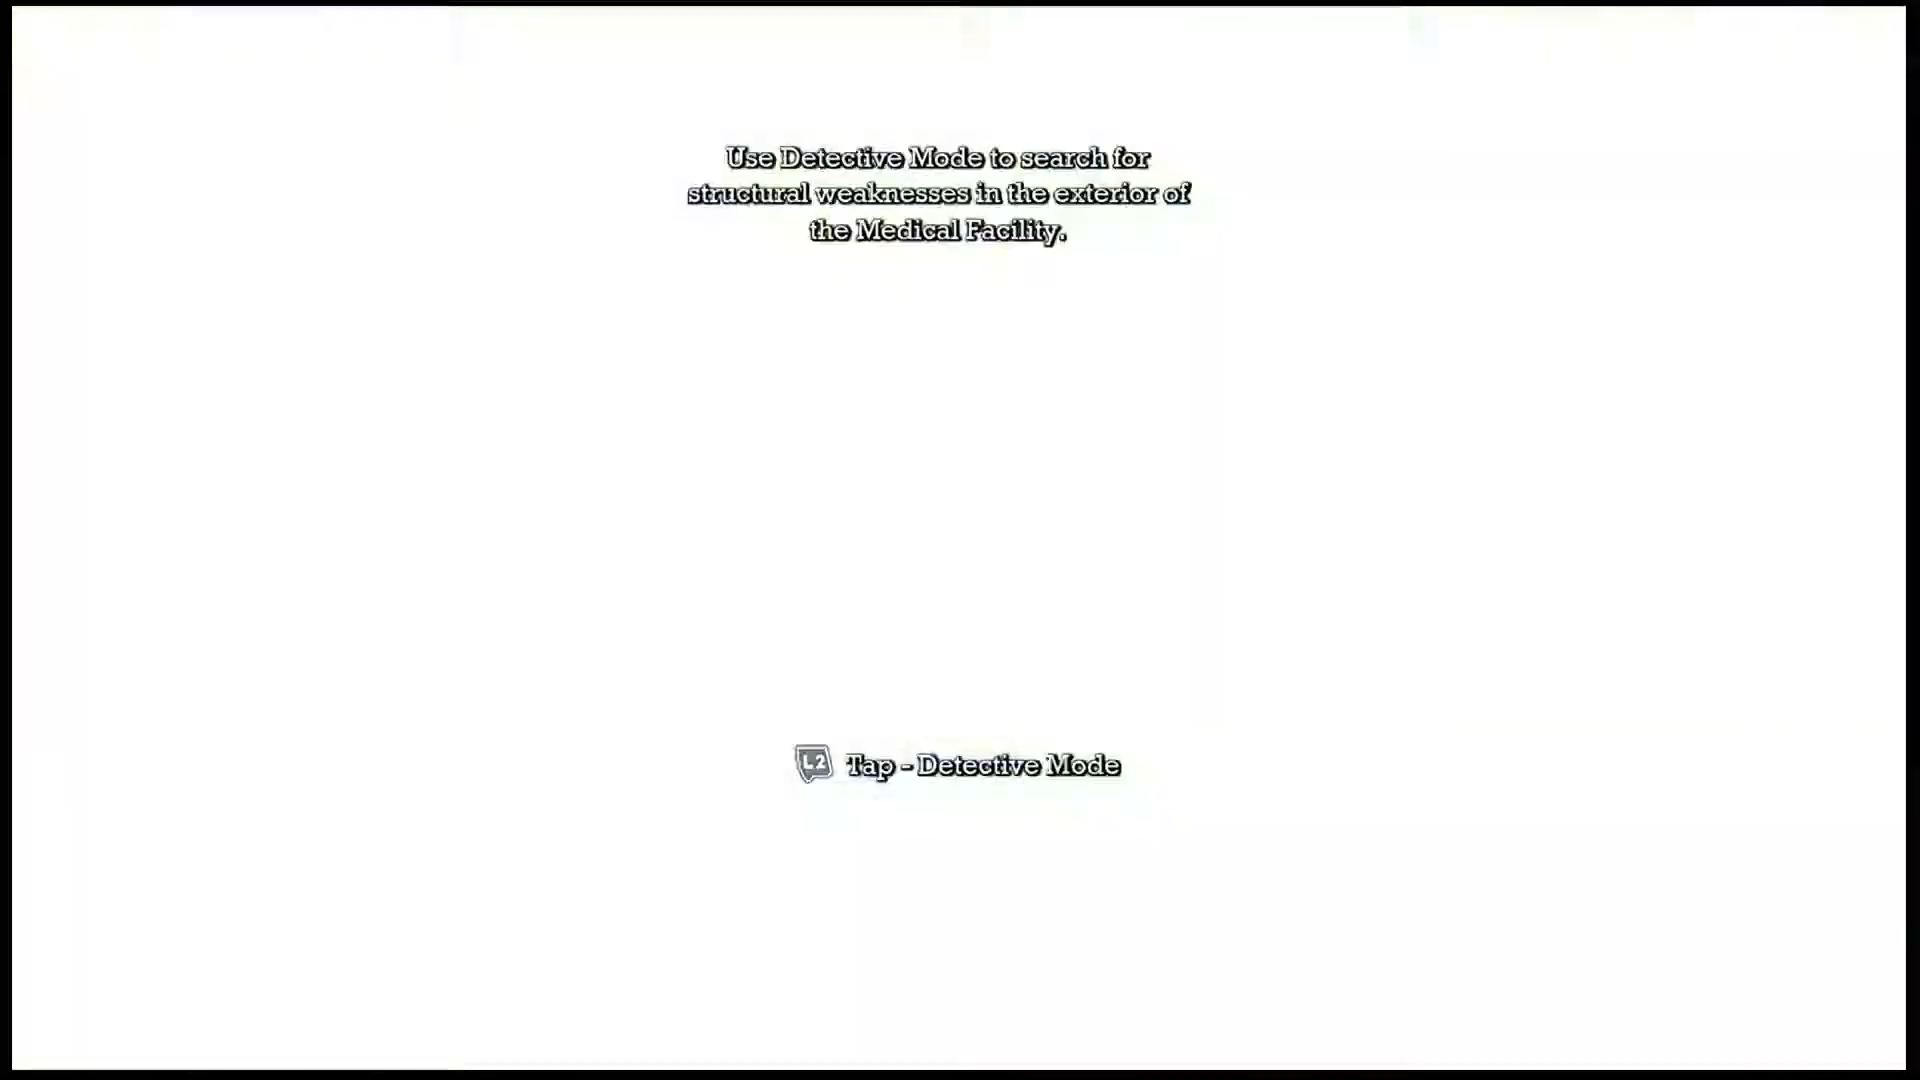 Use Detective Mode to search for
structural weaknesses in the exterior of
the Medical Facility.
L2 Tap - Detective Mode